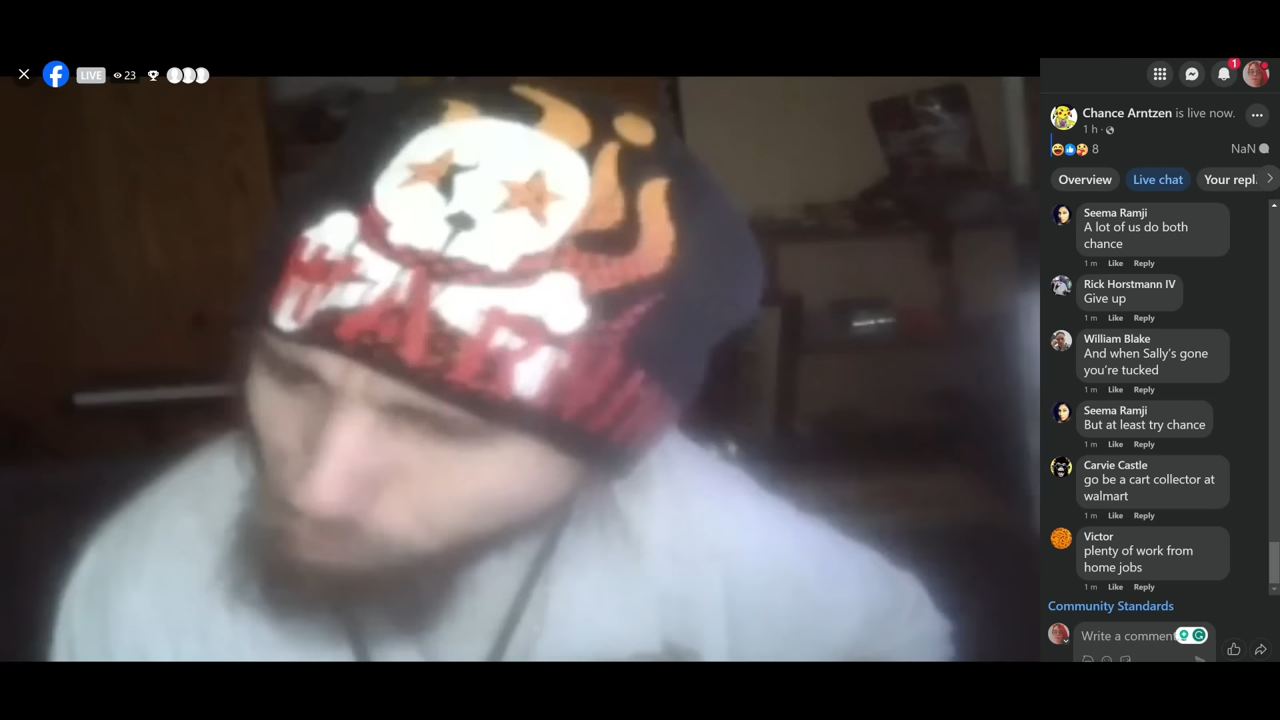 LIVE
23
1
Chance Arntzen is live now.
1 h ·
8
NaN
Overview
Live chat
Your repl.
Seema Ramji
A lot of us do both
chance
1 m Like Reply
Rick Horstmann IV
Give up
1 m Like Reply
William Blake
And when Sally's gone
you're tucked
1 m Like Reply
Seema Ramji
But at least try chance
1 m Like Reply
Carvie Castle
go be a cart collector at
walmart
1 m Like Reply
Victor
plenty of work from
home jobs
1 m Like Reply
Community Standards
Write a comment